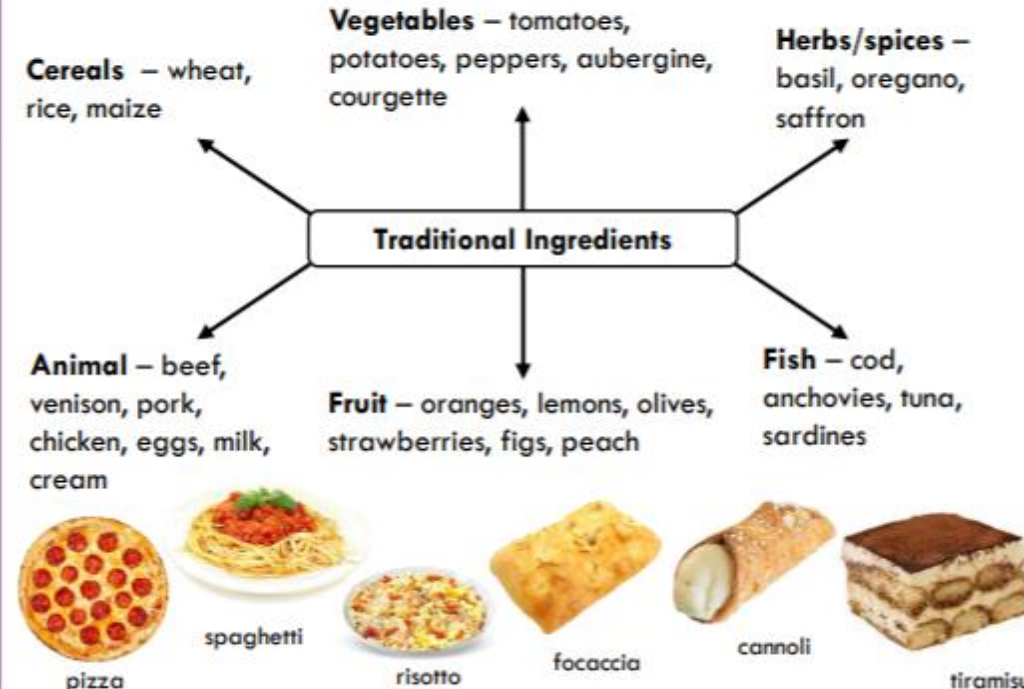 Vegetables – tomatoes,
potatoes, peppers, aubergine,
courgette
Herbs/spices –
basil, oregano,
saffron
Cereals – wheat,
rice, maize
Traditional Ingredients
Animal – beef,
venison, pork,
chicken, eggs, milk,
cream
Fruit – oranges, lemons, olives,
strawberries, figs, peach
Fish – cod,
anchovies, tuna,
sardines
pizza
spaghetti
risotto
focaccia
cannoli
tiramisu